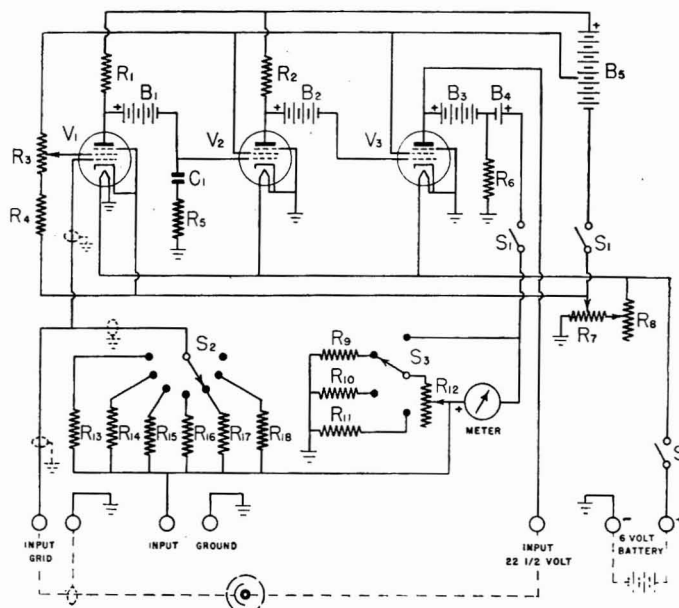 R1
B1
R2
B2
B3
B4
B5
+
+
+
+
+
V1
V2
V3
R3
R4
C1
R5
R6
S1
S1
R7
R8
S2
R9
R10
R11
S3
R12
+
METER
R13
R14
R15
R16
R17
R18
S
INPUT GRID
INPUT
GROUND
INPUT
22 1/2 VOLT
-
+
6 VOLT
BATTERY